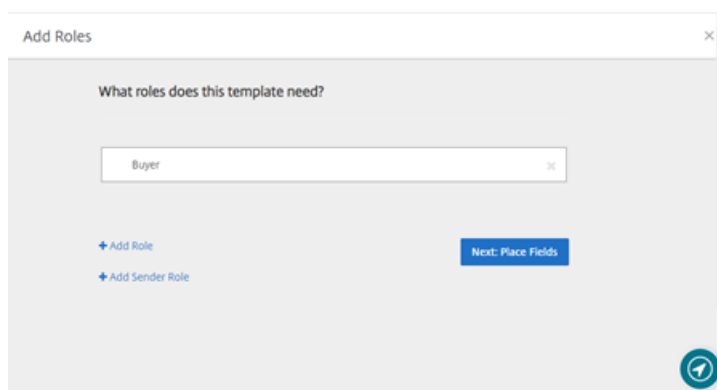 Add Roles
What roles does this template need?
Buyer
+ Add Role
Next: Place Fields
+ Add Sender Role